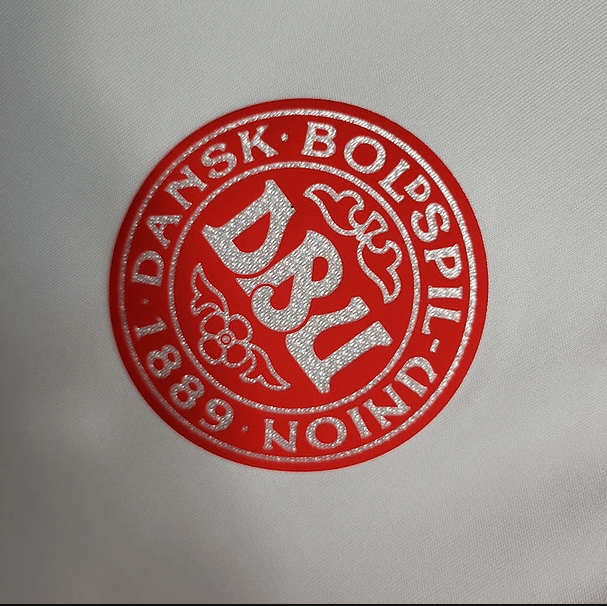 DANSK · BOLDSPIL-UNION · 1889 ·
DBU